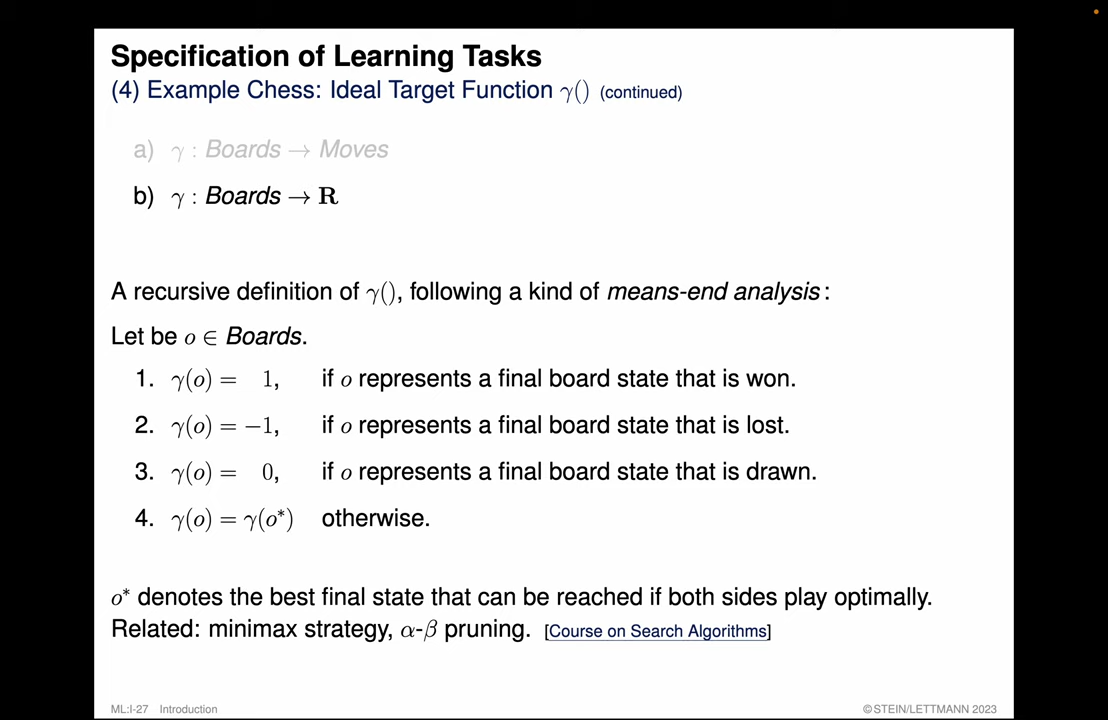 Specification of Learning Tasks
(4) Example Chess: Ideal Target Function γ() (continued)
a) γ : Boards → Moves
b) γ : Boards → R
A recursive definition of γ(), following a kind of means-end analysis :
Let be o ∈ Boards.
1. γ(o) = 1, if o represents a final board state that is won.
2. γ(o) = −1, if o represents a final board state that is lost.
3. γ(o) = 0, if o represents a final board state that is drawn.
4. γ(o) = γ(o*) otherwise.
o* denotes the best final state that can be reached if both sides play optimally.
Related: minimax strategy, α-β pruning. [Course on Search Algorithms]
ML:I-27 Introduction ©STEIN/LETTMANN 2023